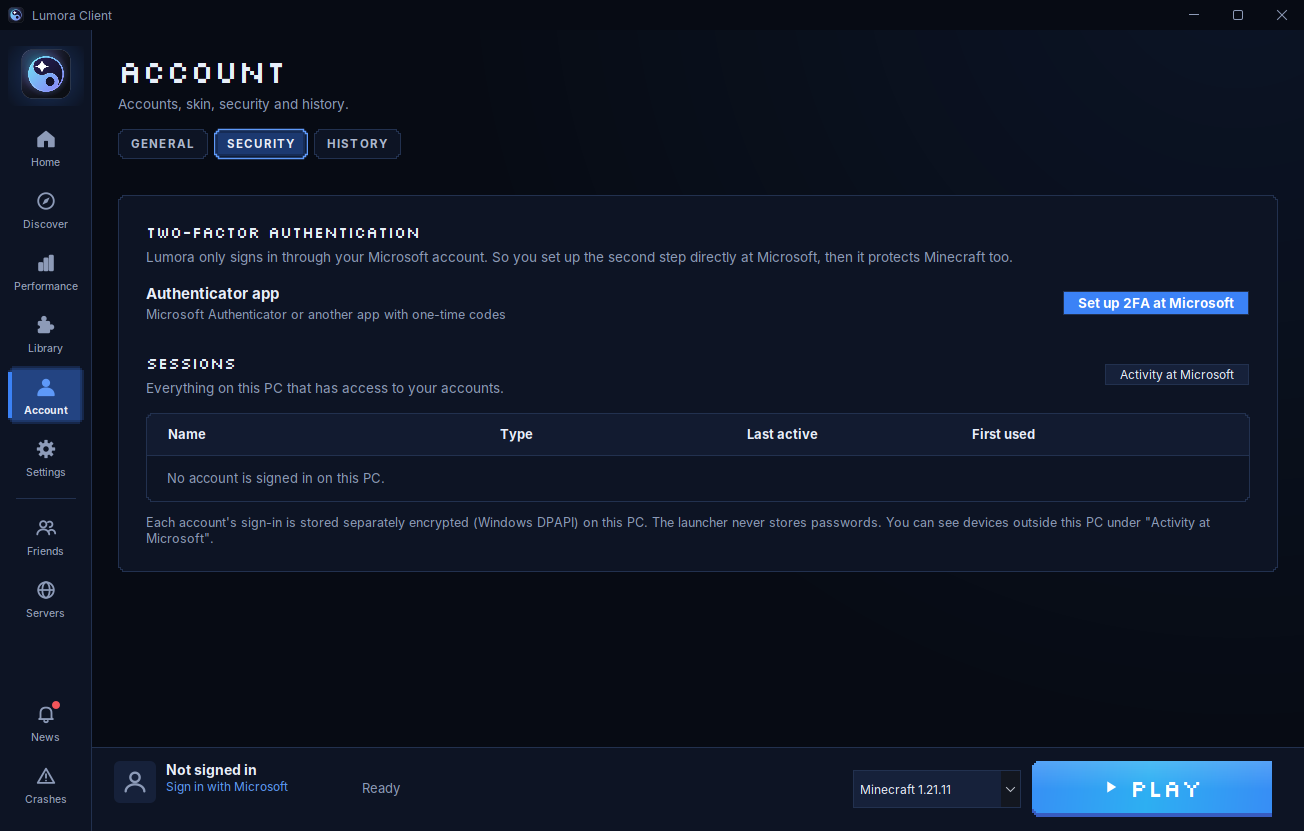 Lumora Client
ACCOUNT
Accounts, skin, security and history.
GENERAL
SECURITY
HISTORY
Home
Discover
Performance
Library
Account
Settings
Friends
Servers
News
Crashes
TWO-FACTOR AUTHENTICATION
Lumora only signs in through your Microsoft account. So you set up the second step directly at Microsoft, then it protects Minecraft too.
Authenticator app
Microsoft Authenticator or another app with one-time codes
Set up 2FA at Microsoft
SESSIONS
Everything on this PC that has access to your accounts.
Activity at Microsoft
Name Type Last active First used
No account is signed in on this PC.
Each account's sign-in is stored separately encrypted (Windows DPAPI) on this PC. The launcher never stores passwords. You can see devices outside this PC under "Activity at
Microsoft".
Not signed in
Sign in with Microsoft
Ready
Minecraft 1.21.11
PLAY